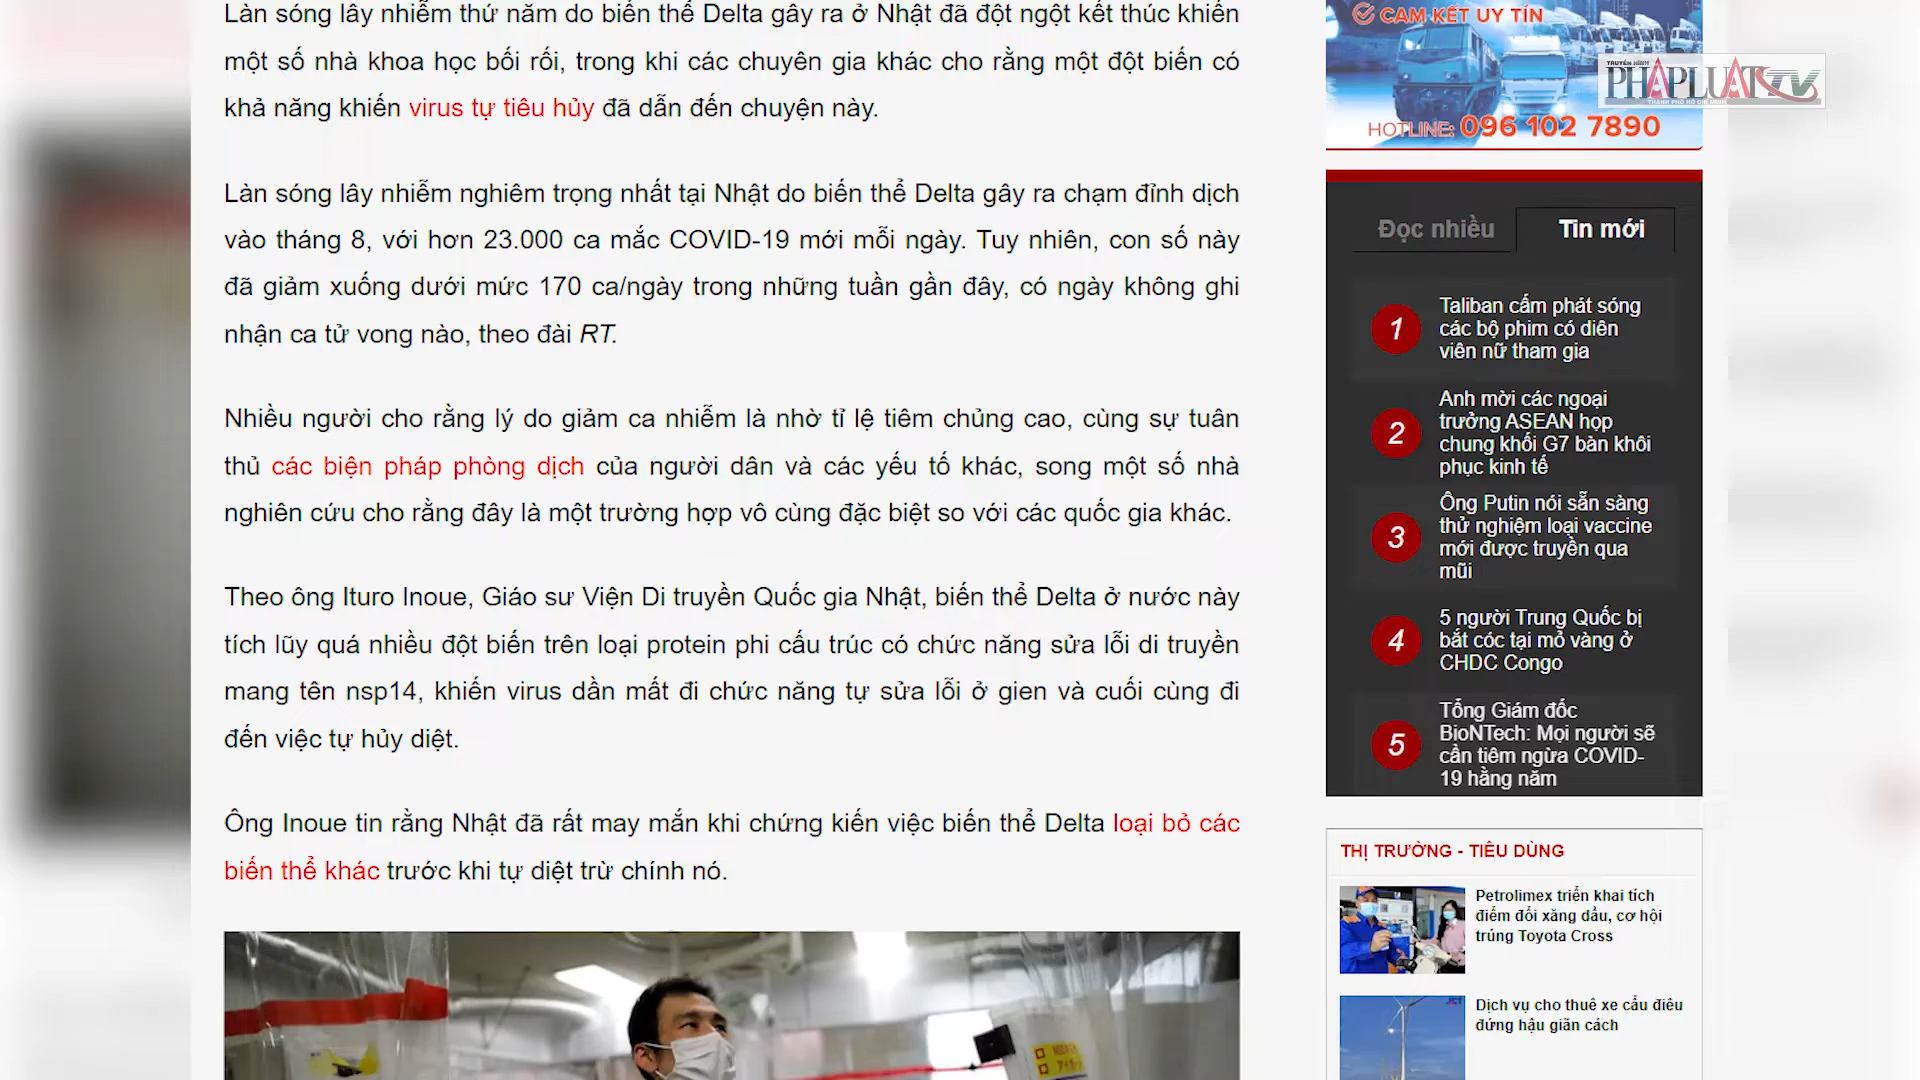 Làn sóng lây nhiễm thứ năm do biến thể Delta gây ra ở Nhật đã đột ngột kết thúc khiến
một số nhà khoa học bối rối, trong khi các chuyên gia khác cho rằng một đột biến có
khả năng khiến virus tự tiêu hủy đã dẫn đến chuyện này.
Làn sóng lây nhiễm nghiêm trọng nhất tại Nhật do biến thể Delta gây ra chạm đỉnh dịch
vào tháng 8, với hơn 23.000 ca mắc COVID-19 mới mỗi ngày. Tuy nhiên, con số này
đã giảm xuống dưới mức 170 ca/ngày trong những tuần gần đây, có ngày không ghi
nhận ca tử vong nào, theo đài RT.
Nhiều người cho rằng lý do giảm ca nhiễm là nhờ tỉ lệ tiêm chủng cao, cùng sự tuân
thủ các biện pháp phòng dịch của người dân và các yếu tố khác, song một số nhà
nghiên cứu cho rằng đây là một trường hợp vô cùng đặc biệt so với các quốc gia khác.
Theo ông Ituro Inoue, Giáo sư Viện Di truyền Quốc gia Nhật, biến thể Delta ở nước này
tích lũy quá nhiều đột biến trên loại protein phi cấu trúc có chức năng sửa lỗi di truyền
mang tên nsp14, khiến virus dần mất đi chức năng tự sửa lỗi ở gien và cuối cùng đi
đến việc tự hủy diệt.
Ông Inoue tin rằng Nhật đã rất may mắn khi chứng kiến việc biến thể Delta loại bỏ các
biến thể khác trước khi tự diệt trừ chính nó.
CAM KẾT UY TÍN
TRUYỀN HÌNH
PHÁPLUẬTTV
THÀNH PHỐ HỒ CHÍ MINH
HOTLINE: 096 102 7890
Đọc nhiều
Tin mới
1
Taliban cấm phát sóng
các bộ phim có diên
viên nữ tham gia
2
Anh mời các ngoại
trưởng ASEAN họp
chung khối G7 bàn khôi
phục kinh tế
3
Ông Putin nói sẵn sàng
thử nghiệm loại vaccine
mới được truyền qua
mũi
4
5 người Trung Quốc bị
bắt cóc tại mỏ vàng ở
CHDC Congo
5
Tổng Giám đốc
BioNTech: Mọi người sẽ
cần tiêm ngừa COVID-
19 hằng năm
THỊ TRƯỜNG - TIÊU DÙNG
Petrolimex triển khai tích
điểm đổi xăng dầu, cơ hội
trúng Toyota Cross
Dịch vụ cho thuê xe cẩu điêu
đứng hậu giãn cách